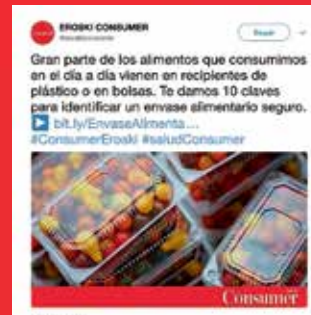 EROSKI CONSUMER
Seguir
Gran parte de los alimentos que consumimos
en el día a día vienen en recipientes de
plástico o en bolsas. Te damos 10 claves
para identificar un envase alimentario seguro.
bit.ly/EnvaseAlimenta...
#ConsumerEroski #saludConsumer
Consumer